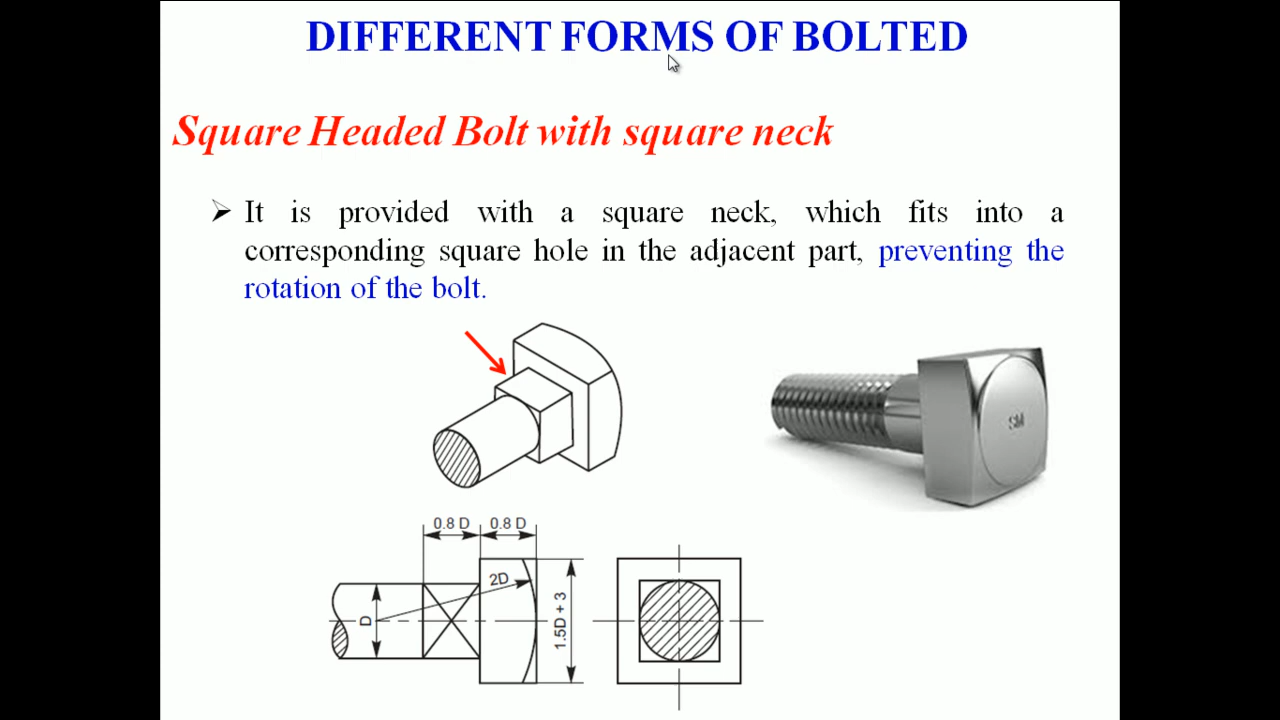 DIFFERENT FORMS OF BOLTED
Square Headed Bolt with square neck
It is provided with a square neck, which fits into a
corresponding square hole in the adjacent part, preventing the
rotation of the bolt.
SM
0.8 D 0.8 D
2D
D
1.5D + 3